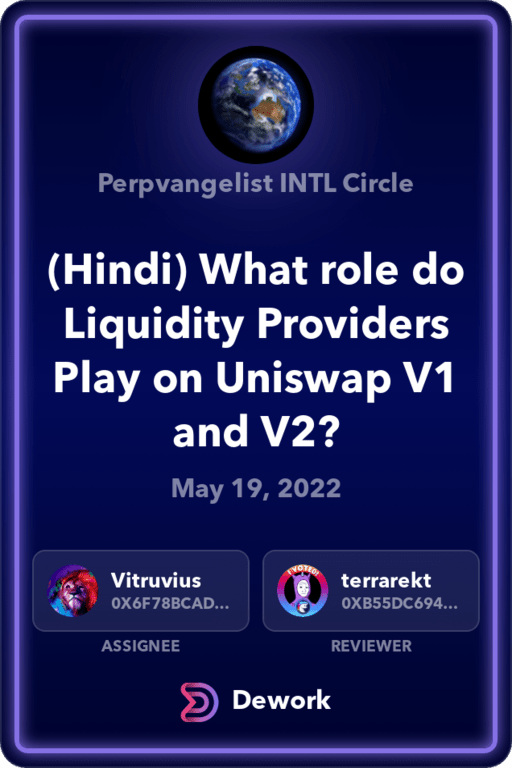 Perpvangelist INTL Circle
(Hindi) What role do
Liquidity Providers
Play on Uniswap V1
and V2?
May 19, 2022
Vitruvius
0X6F78BCAD...
ASSIGNEE
I VOTED!
terrarekt
0XB55DC694...
REVIEWER
Dework